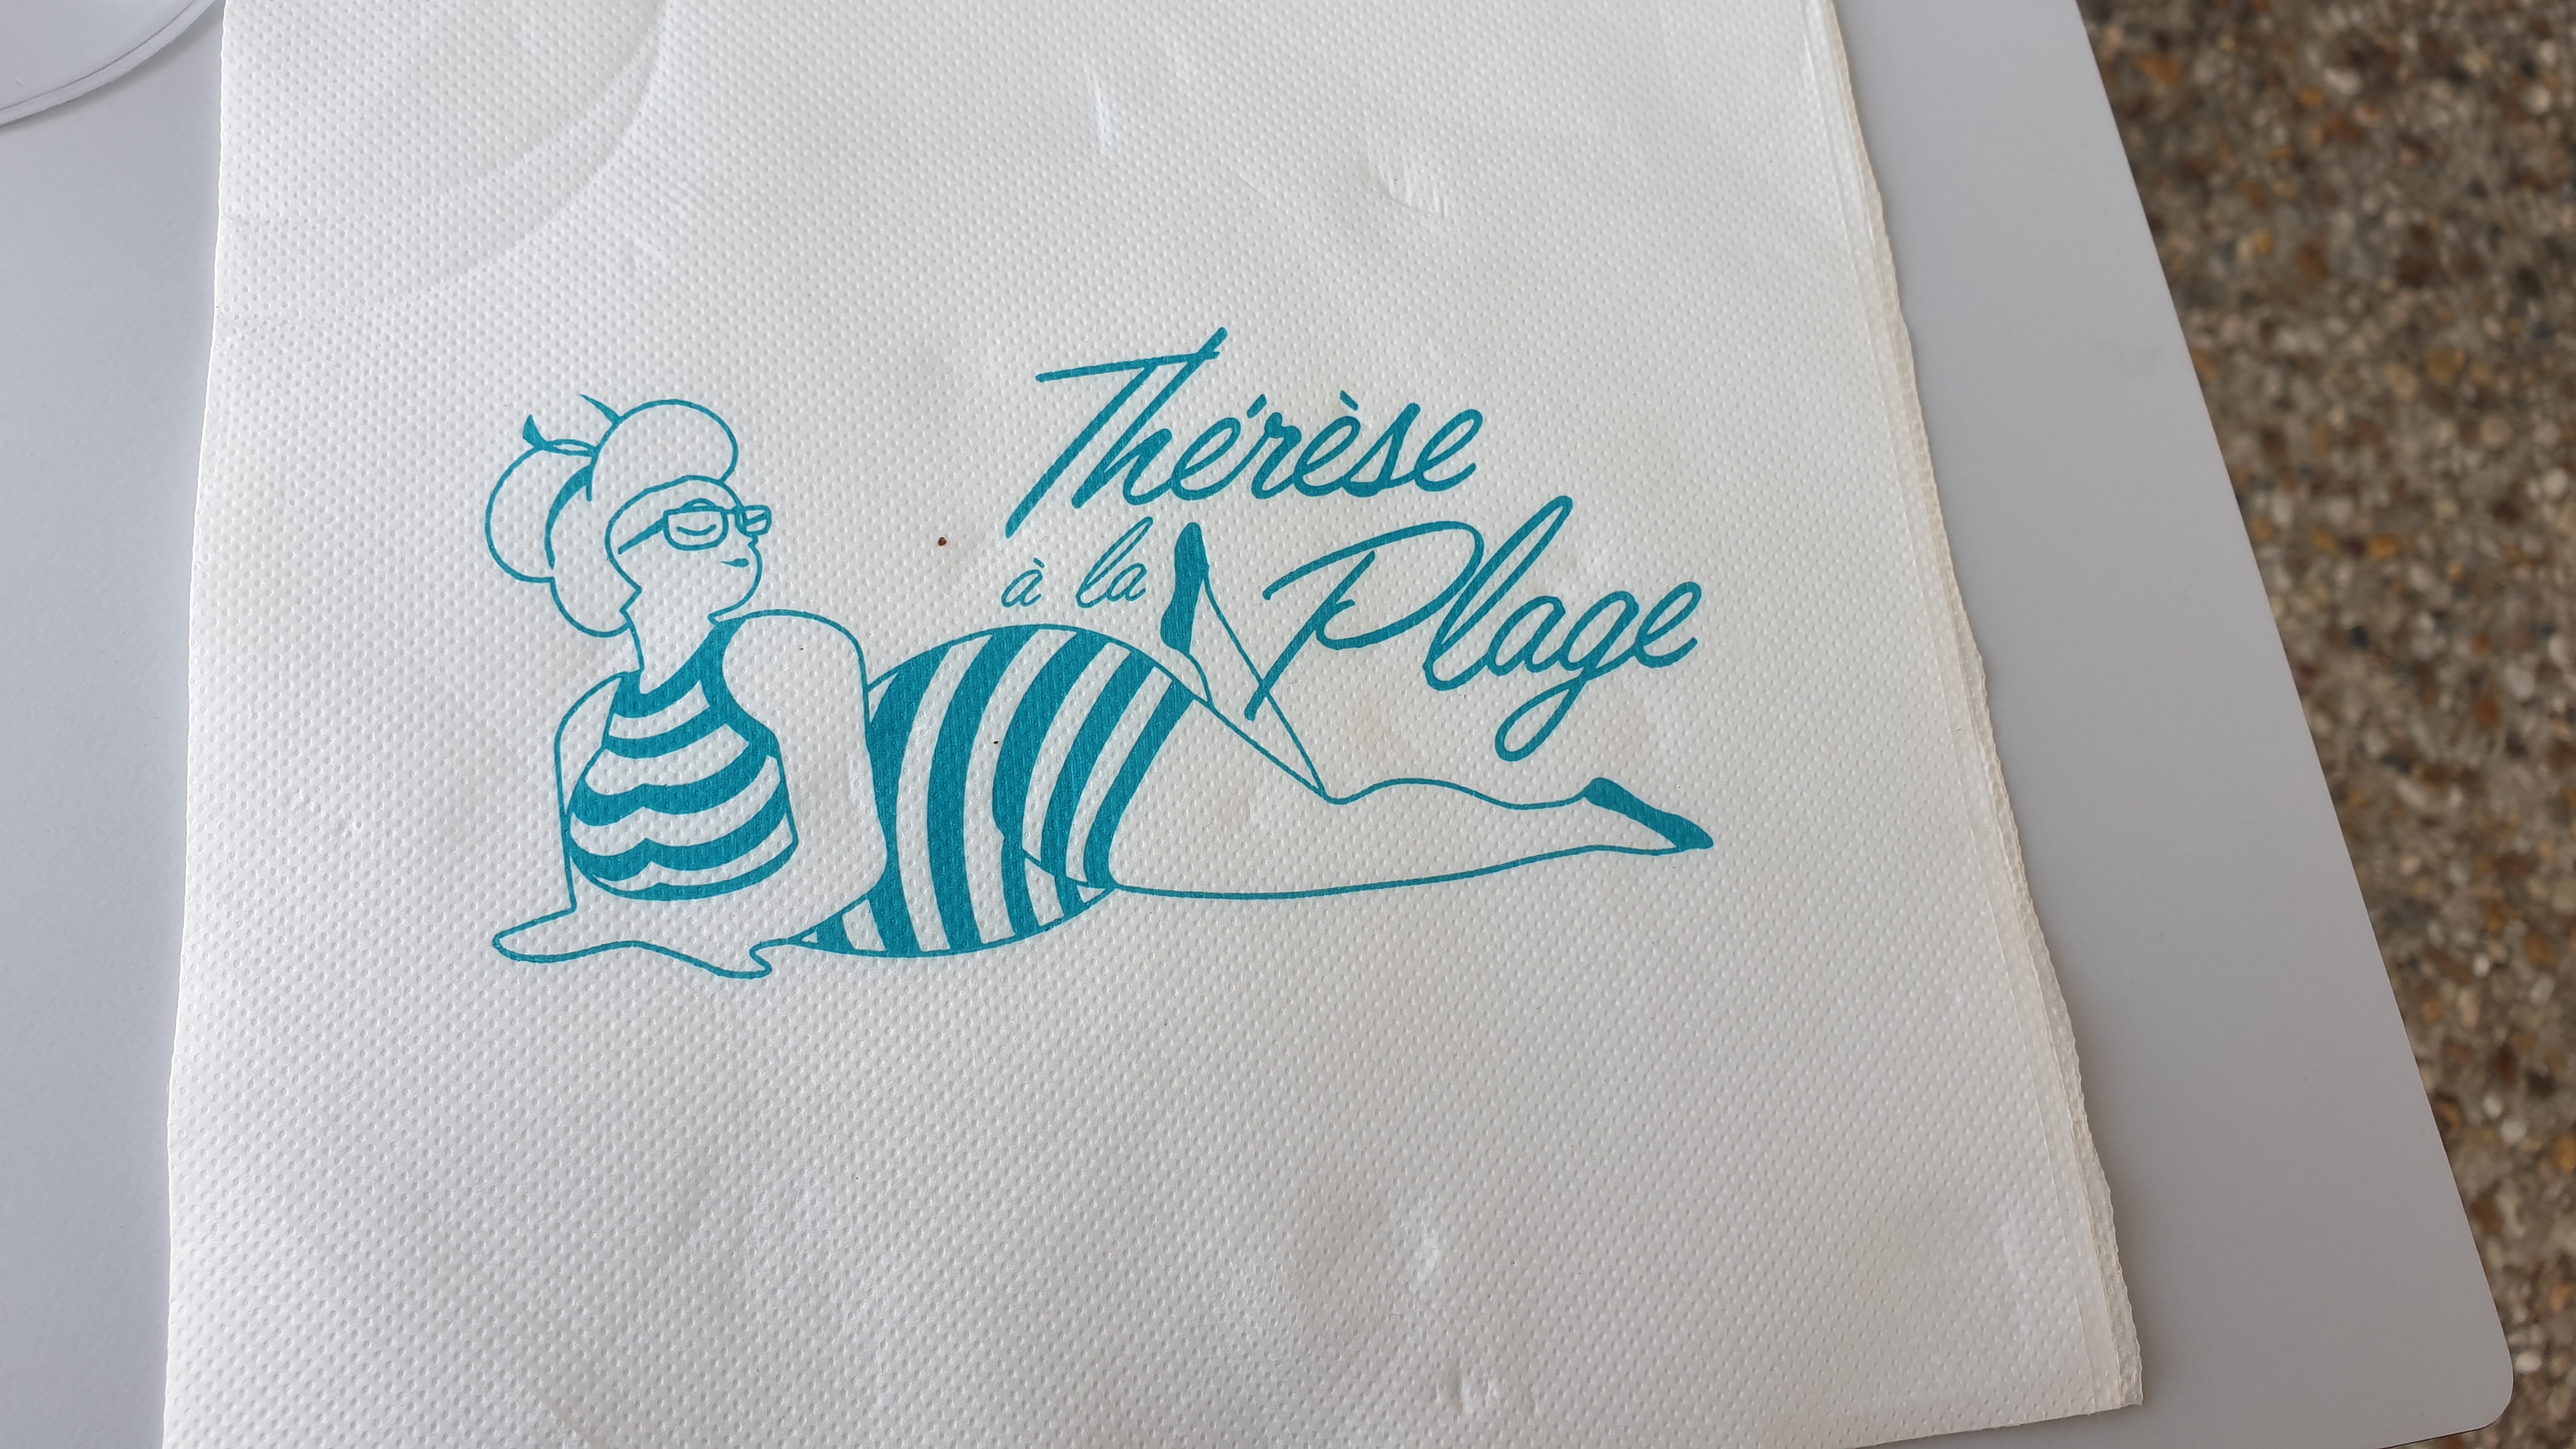 Thérèse
à la Plage